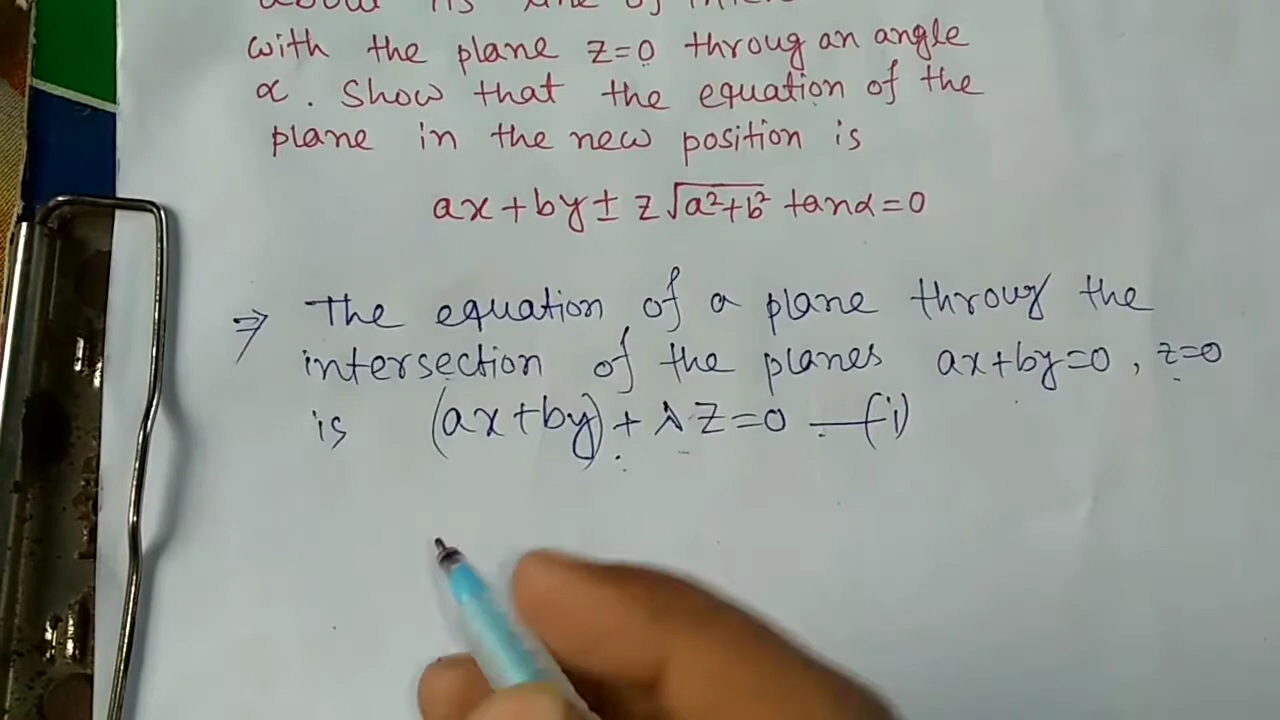 with the plane z=0 throug an angle
α. Show that the equation of the
plane in the new position is
ax+by± z√a²+b² tanα=0
⇒ The equation of a plane throug the
intersection of the planes ax+by=0, z=0
is (ax+by)+λz=0 —(i)